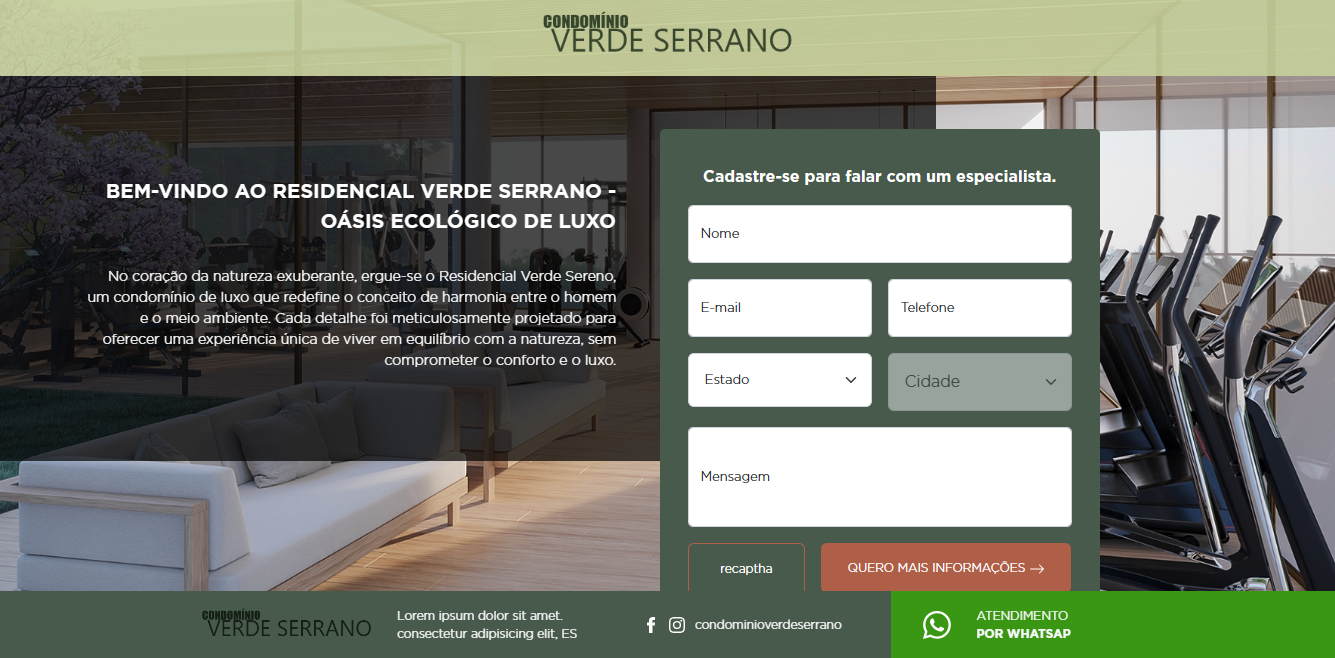 CONDOMÍNIO
VERDE SERRANO
BEM-VINDO AO RESIDENCIAL VERDE SERRANO -
OÁSIS ECOLÓGICO DE LUXO
No coração da natureza exuberante, ergue-se o Residencial Verde Sereno,
um condomínio de luxo que redefine o conceito de harmonia entre o homem
e o meio ambiente. Cada detalhe foi meticulosamente projetado para
oferecer uma experiência única de viver em equilíbrio com a natureza, sem
comprometer o conforto e o luxo.
Cadastre-se para falar com um especialista.
Nome
E-mail
Telefone
Estado
Cidade
Mensagem
recaptha
QUERO MAIS INFORMAÇÕES →
CONDOMÍNIO
VERDE SERRANO
Lorem ipsum dolor sit amet.
consectetur adipisicing elit, ES
condominioverdeserrano
ATENDIMENTO
POR WHATSAP